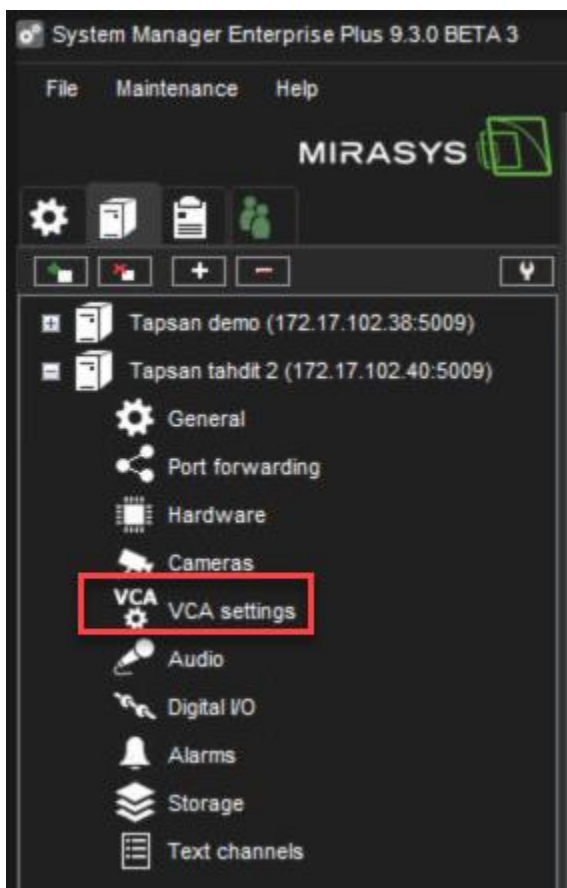 System Manager Enterprise Plus 9.3.0 BETA 3
File Maintenance Help
MIRASYS
Tapsan demo (172.17.102.38:5009)
Tapsan tahdit 2 (172.17.102.40:5009)
General
Port forwarding
Hardware
Cameras
VCA VCA settings
Audio
Digital I/O
Alarms
Storage
Text channels